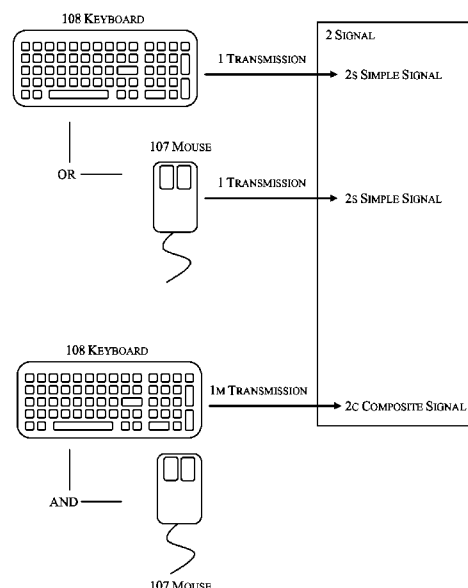 108 KEYBOARD
2 SIGNAL
1 TRANSMISSION
2S SIMPLE SIGNAL
OR
107 MOUSE
1 TRANSMISSION
2S SIMPLE SIGNAL
108 KEYBOARD
1M TRANSMISSION
2C COMPOSITE SIGNAL
AND
107 MOUSE